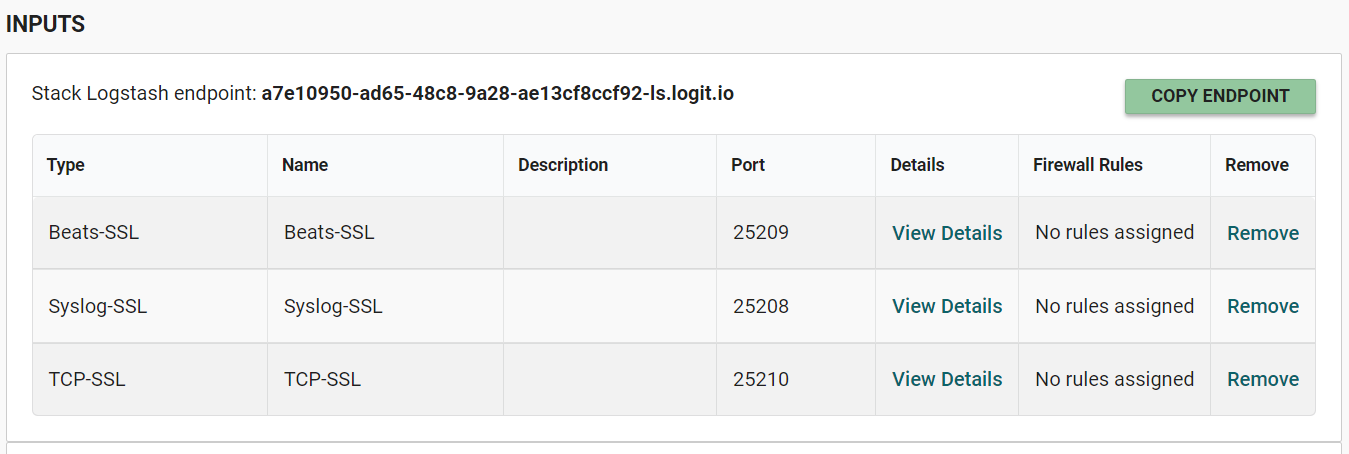 INPUTS
Stack Logstash endpoint: a7e10950-ad65-48c8-9a28-ae13cf8ccf92-ls.logit.io
COPY ENDPOINT
Type Name Description Port Details Firewall Rules Remove
Beats-SSL Beats-SSL 25209 View Details No rules assigned Remove
Syslog-SSL Syslog-SSL 25208 View Details No rules assigned Remove
TCP-SSL TCP-SSL 25210 View Details No rules assigned Remove